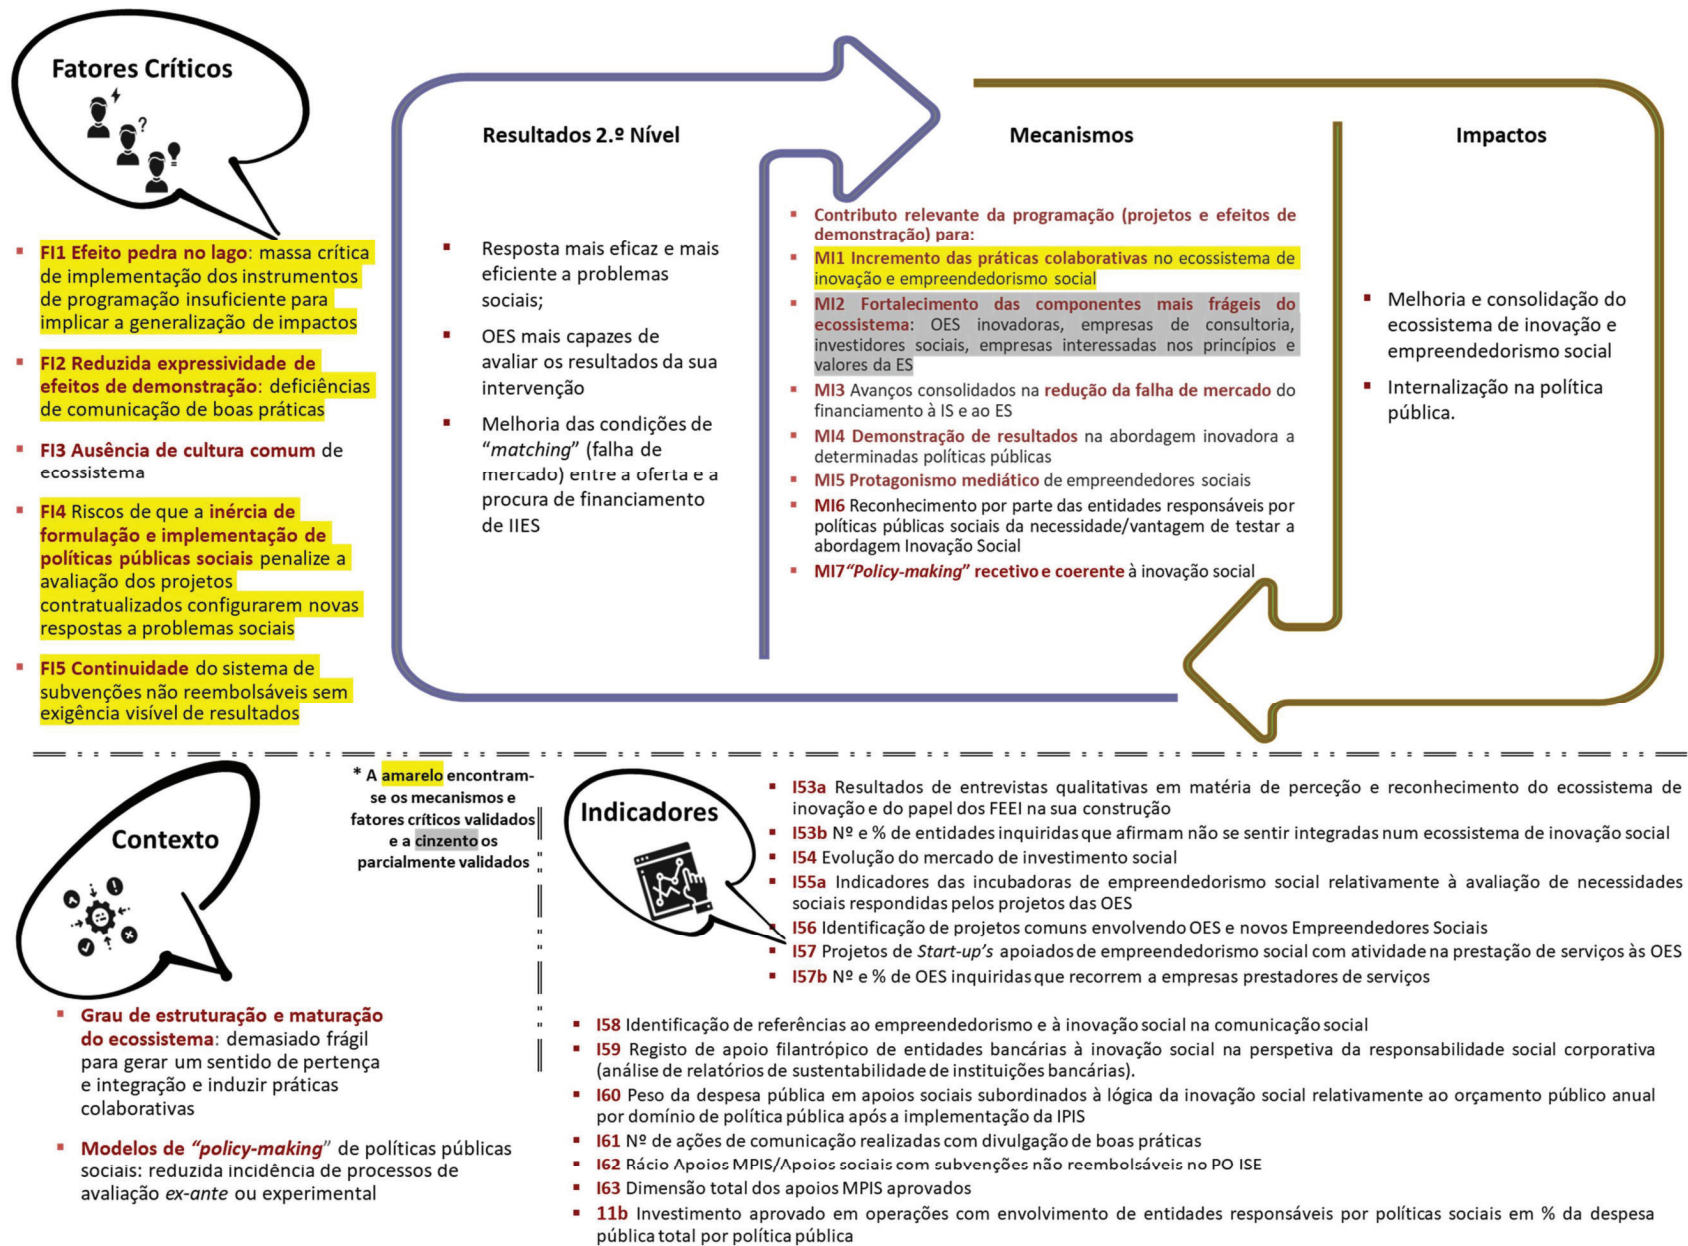 Fatores Críticos
FI1 Efeito pedra no lago: massa crítica
de implementação dos instrumentos
de programação insuficiente para
implicar a generalização de impactos
FI2 Reduzida expressividade de
efeitos de demonstração: deficiências
de comunicação de boas práticas
FI3 Ausência de cultura comum de
ecossistema
FI4 Riscos de que a inércia de
formulação e implementação de
políticas públicas sociais penalize a
avaliação dos projetos
contratualizados configurarem novas
respostas a problemas sociais
FI5 Continuidade do sistema de
subvenções não reembolsáveis sem
exigência visível de resultados
Resultados 2.º Nível
Resposta mais eficaz e mais
eficiente a problemas
sociais;
OES mais capazes de
avaliar os resultados da sua
intervenção
Melhoria das condições de
“matching” (falha de
mercado) entre a oferta e a
procura de financiamento
de IIES
Mecanismos
Contributo relevante da programação (projetos e efeitos de
demonstração) para:
MI1 Incremento das práticas colaborativas no ecossistema de
inovação e empreendedorismo social
MI2 Fortalecimento das componentes mais frágeis do
ecossistema: OES inovadoras, empresas de consultoria,
investidores sociais, empresas interessadas nos princípios e
valores da ES
MI3 Avanços consolidados na redução da falha de mercado do
financiamento à IS e ao ES
MI4 Demonstração de resultados na abordagem inovadora a
determinadas políticas públicas
MI5 Protagonismo mediático de empreendedores sociais
MI6 Reconhecimento por parte das entidades responsáveis por
políticas públicas sociais da necessidade/vantagem de testar a
abordagem Inovação Social
MI7“Policy-making” recetivo e coerente à inovação social
Impactos
Melhoria e consolidação do
ecossistema de inovação e
empreendedorismo social
Internalização na política
pública.
Contexto
Grau de estruturação e maturação
do ecossistema: demasiado frágil
para gerar um sentido de pertença
e integração e induzir práticas
colaborativas
Modelos de “policy-making” de políticas públicas
sociais: reduzida incidência de processos de
avaliação ex-ante ou experimental
* A amarelo encontram-
se os mecanismos e
fatores críticos validados
e a cinzento os
parcialmente validados
Indicadores
I53a Resultados de entrevistas qualitativas em matéria de perceção e reconhecimento do ecossistema de
inovação e do papel dos FEEI na sua construção
I53b Nº e % de entidades inquiridas que afirmam não se sentir integradas num ecossistema de inovação social
I54 Evolução do mercado de investimento social
I55a Indicadores das incubadoras de empreendedorismo social relativamente à avaliação de necessidades
sociais respondidas pelos projetos das OES
I56 Identificação de projetos comuns envolvendo OES e novos Empreendedores Sociais
I57 Projetos de Start-up’s apoiados de empreendedorismo social com atividade na prestação de serviços às OES
I57b Nº e % de OES inquiridas que recorrem a empresas prestadores de serviços
I58 Identificação de referências ao empreendedorismo e à inovação social na comunicação social
I59 Registo de apoio filantrópico de entidades bancárias à inovação social na perspetiva da responsabilidade social corporativa
(análise de relatórios de sustentabilidade de instituições bancárias).
I60 Peso da despesa pública em apoios sociais subordinados à lógica da inovação social relativamente ao orçamento público anual
por domínio de política pública após a implementação da IPIS
I61 Nº de ações de comunicação realizadas com divulgação de boas práticas
I62 Rácio Apoios MPIS/Apoios sociais com subvenções não reembolsáveis no PO ISE
I63 Dimensão total dos apoios MPIS aprovados
11b Investimento aprovado em operações com envolvimento de entidades responsáveis por políticas sociais em % da despesa
pública total por política pública